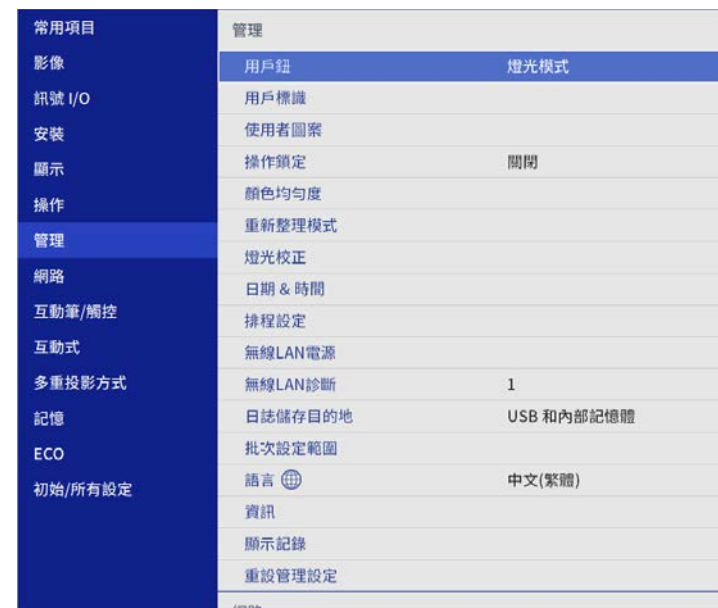 常用項目
影像
訊號 I/O
安裝
顯示
操作
管理
網路
互動筆/觸控
互動式
多重投影方式
記憶
ECO
初始/所有設定
管理
用戶鈕 燈光模式
用戶標識
使用者圖案
操作鎖定 關閉
顏色均勻度
重新整理模式
燈光校正
日期 & 時間
排程設定
無線LAN電源
無線LAN診斷 1
日誌儲存目的地 USB 和內部記憶體
批次設定範圍
語言 中文(繁體)
資訊
顯示記錄
重設管理設定